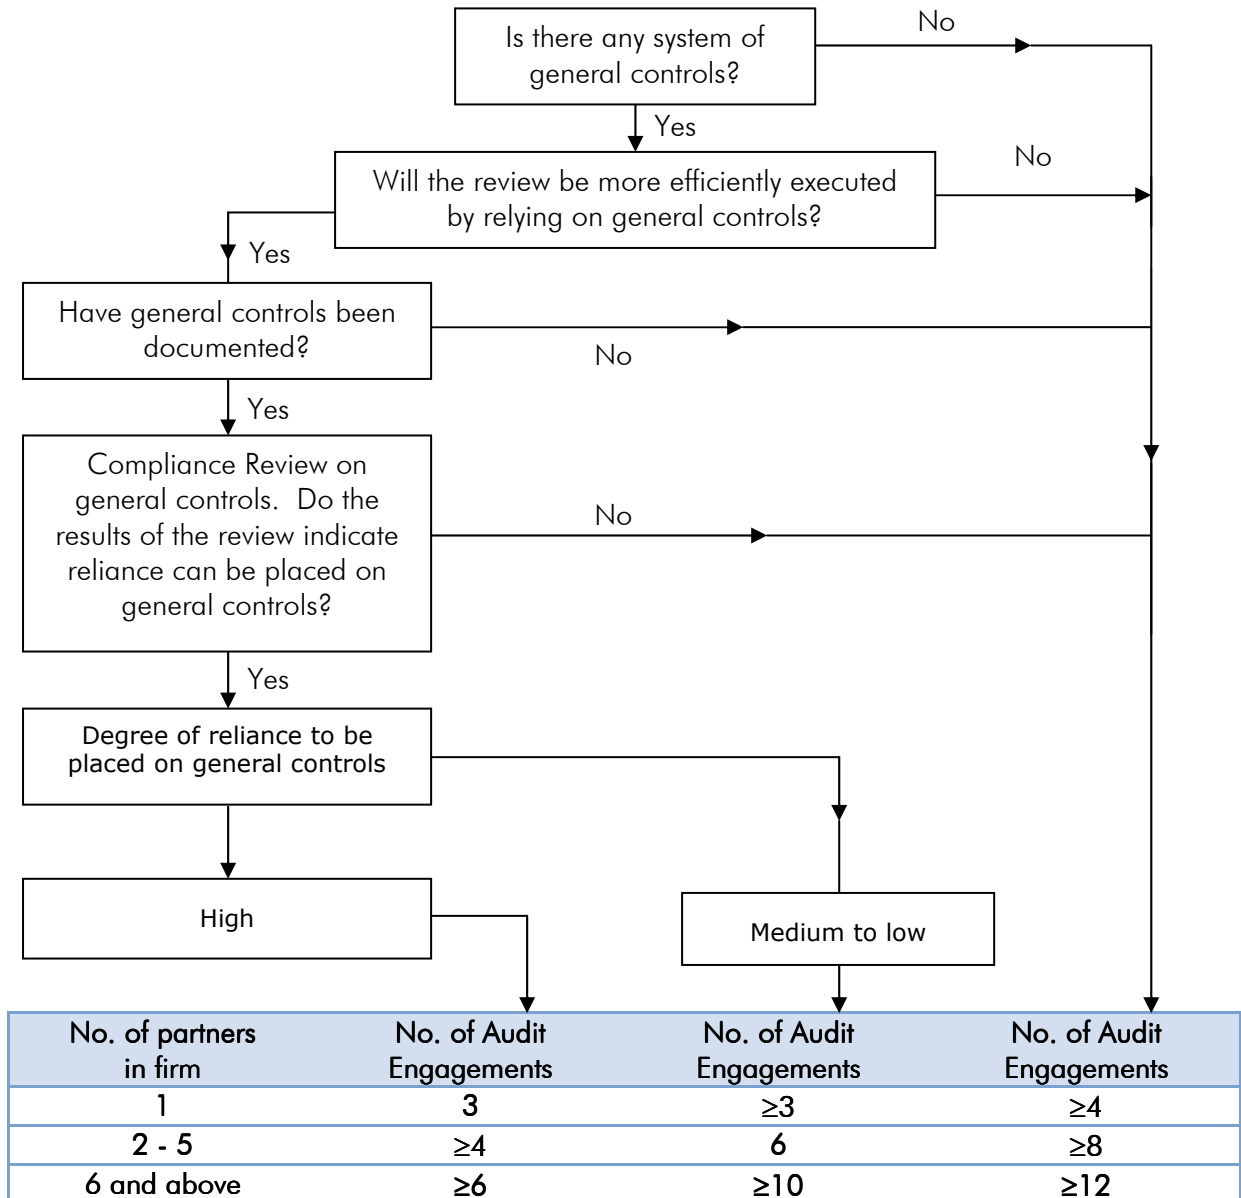 Is there any system of
general controls?
No
Yes
Will the review be more efficiently executed
by relying on general controls?
No
Yes
Have general controls been
documented?
No
Yes
Compliance Review on
general controls.  Do the
results of the review indicate
reliance can be placed on
general controls?
No
Yes
Degree of reliance to be
placed on general controls
High
Medium to low
No. of partners
in firm
No. of Audit
Engagements
No. of Audit
Engagements
No. of Audit
Engagements
1 3 ≥3 ≥4
2 - 5 ≥4 6 ≥8
6 and above ≥6 ≥10 ≥12